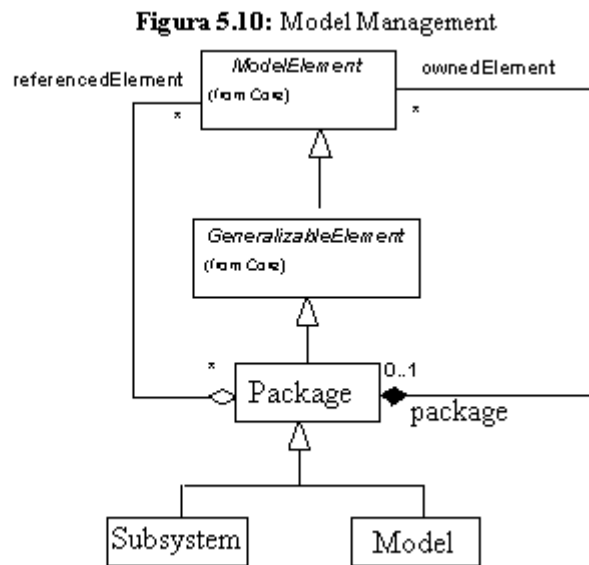 Figura 5.10: Model Management
referencedElement
ModelElement
ownedElement
(from Core)
*
*
GeneralizableElement
(from Core)
*
Package
0..1
package
Subsystem
Model